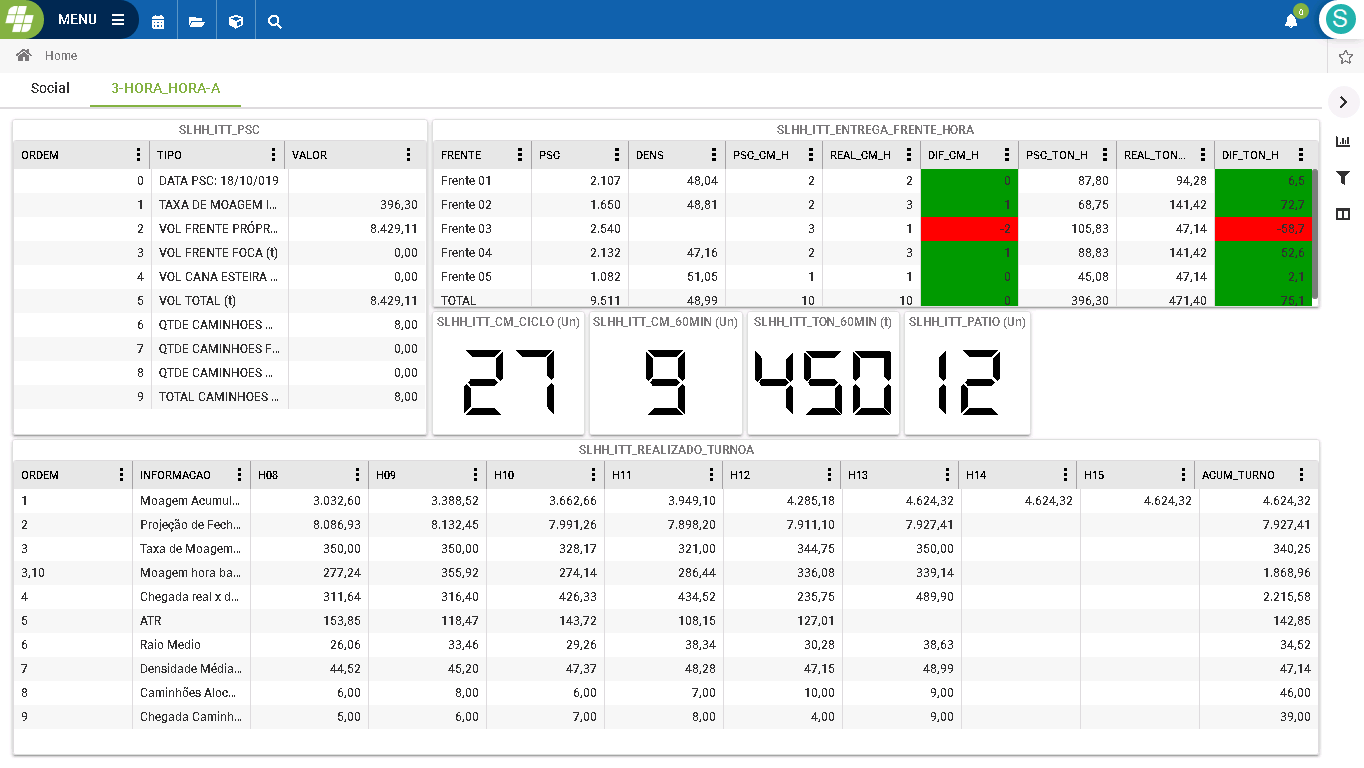 MENU
0
S
Home
Social 3-HORA_HORA-A
SLHH_ITT_PSC
ORDEM TIPO VALOR
0 DATA PSC: 18/10/019
1 TAXA DE MOAGEM I... 396,30
2 VOL FRENTE PRÓPR... 8.429,11
3 VOL FRENTE FOCA (t) 0,00
4 VOL CANA ESTEIRA ... 0,00
5 VOL TOTAL (t) 8.429,11
6 QTDE CAMINHOES ... 8,00
7 QTDE CAMINHOES F... 0,00
8 QTDE CAMINHOES ... 0,00
9 TOTAL CAMINHOES ... 8,00
SLHH_ITT_ENTREGA_FRENTE_HORA
FRENTE PSC DENS PSC_CM_H REAL_CM_H DIF_CM_H PSC_TON_H REAL_TON... DIF_TON_H
Frente 01 2.107 48,04 2 2 0 87,80 94,28 6,5
Frente 02 1.650 48,81 2 3 1 68,75 141,42 72,7
Frente 03 2.540 3 1 -2 105,83 47,14 -58,7
Frente 04 2.132 47,16 2 3 1 88,83 141,42 52,6
Frente 05 1.082 51,05 1 1 0 45,08 47,14 2,1
TOTAL 9.511 48,99 10 10 0 396,30 471,40 75,1
SLHH_ITT_CM_CICLO (Un) SLHH_ITT_CM_60MIN (Un) SLHH_ITT_TON_60MIN (t) SLHH_ITT_PATIO (Un)
27 9 450 12
SLHH_ITT_REALIZADO_TURNOA
ORDEM INFORMACAO H08 H09 H10 H11 H12 H13 H14 H15 ACUM_TURNO
1 Moagem Acumul... 3.032,60 3.388,52 3.662,66 3.949,10 4.285,18 4.624,32 4.624,32 4.624,32 4.624,32
2 Projeção de Fech... 8.086,93 8.132,45 7.991,26 7.898,20 7.911,10 7.927,41 7.927,41
3 Taxa de Moagem... 350,00 350,00 328,17 321,00 344,75 350,00 340,25
3,10 Moagem hora ba... 277,24 355,92 274,14 286,44 336,08 339,14 1.868,96
4 Chegada real x d... 311,64 316,40 426,33 434,52 235,75 489,90 2.215,58
5 ATR 153,85 118,47 143,72 108,15 127,01 142,85
6 Raio Medio 26,06 33,46 29,26 38,34 30,28 38,63 34,52
7 Densidade Média... 44,52 45,20 47,37 48,28 47,15 48,99 47,14
8 Caminhões Aloc... 6,00 8,00 6,00 7,00 10,00 9,00 46,00
9 Chegada Caminh... 5,00 6,00 7,00 8,00 4,00 9,00 39,00